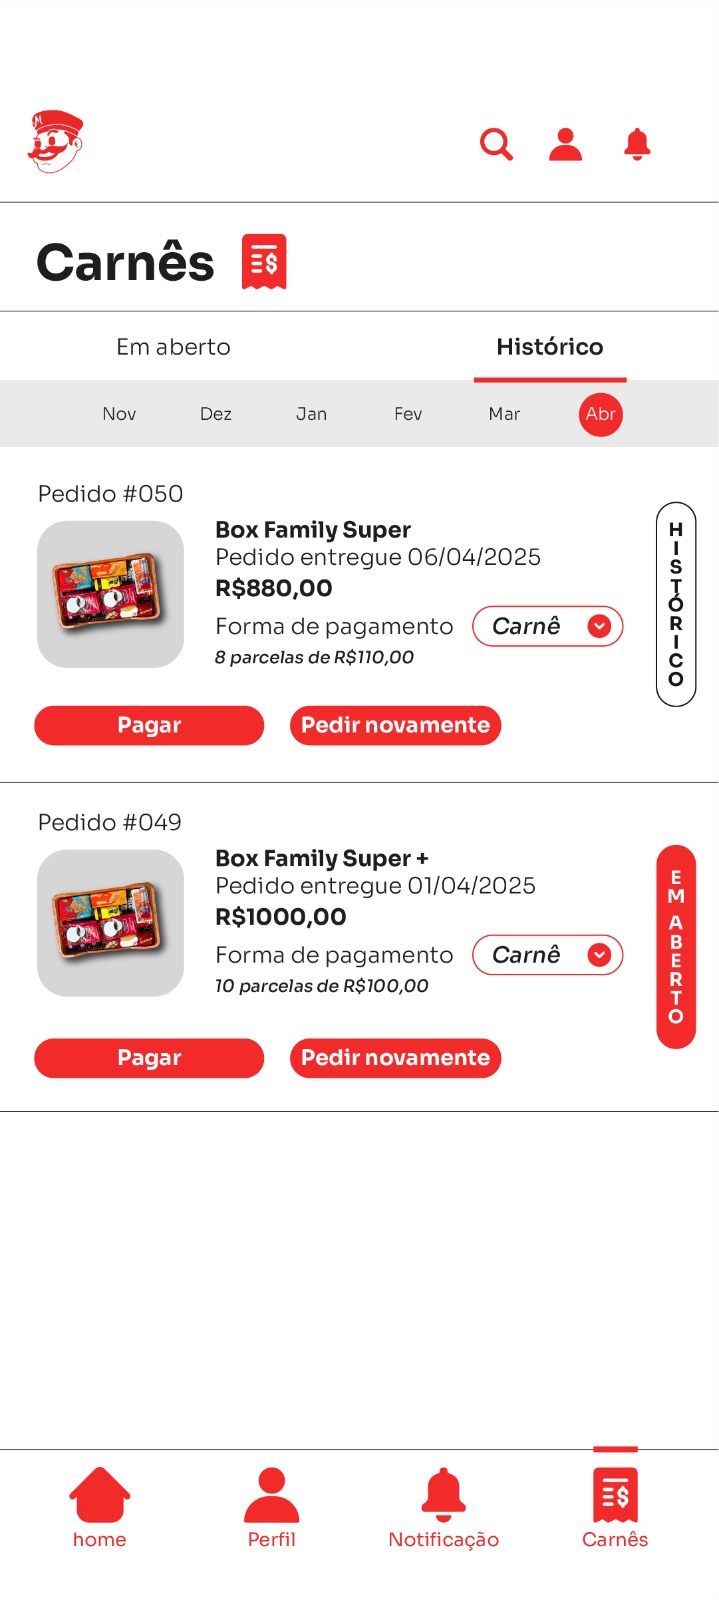 Carnês
Em aberto
Histórico
Nov Dez Jan Fev Mar Abr
Pedido #050
Box Family Super
Pedido entregue 06/04/2025
R$880,00
Forma de pagamento Carnê
8 parcelas de R$110,00
HISTÓRICO
Pagar
Pedir novamente
Pedido #049
Box Family Super +
Pedido entregue 01/04/2025
R$1000,00
Forma de pagamento Carnê
10 parcelas de R$100,00
EM ABERTO
Pagar
Pedir novamente
home
Perfil
Notificação
Carnês